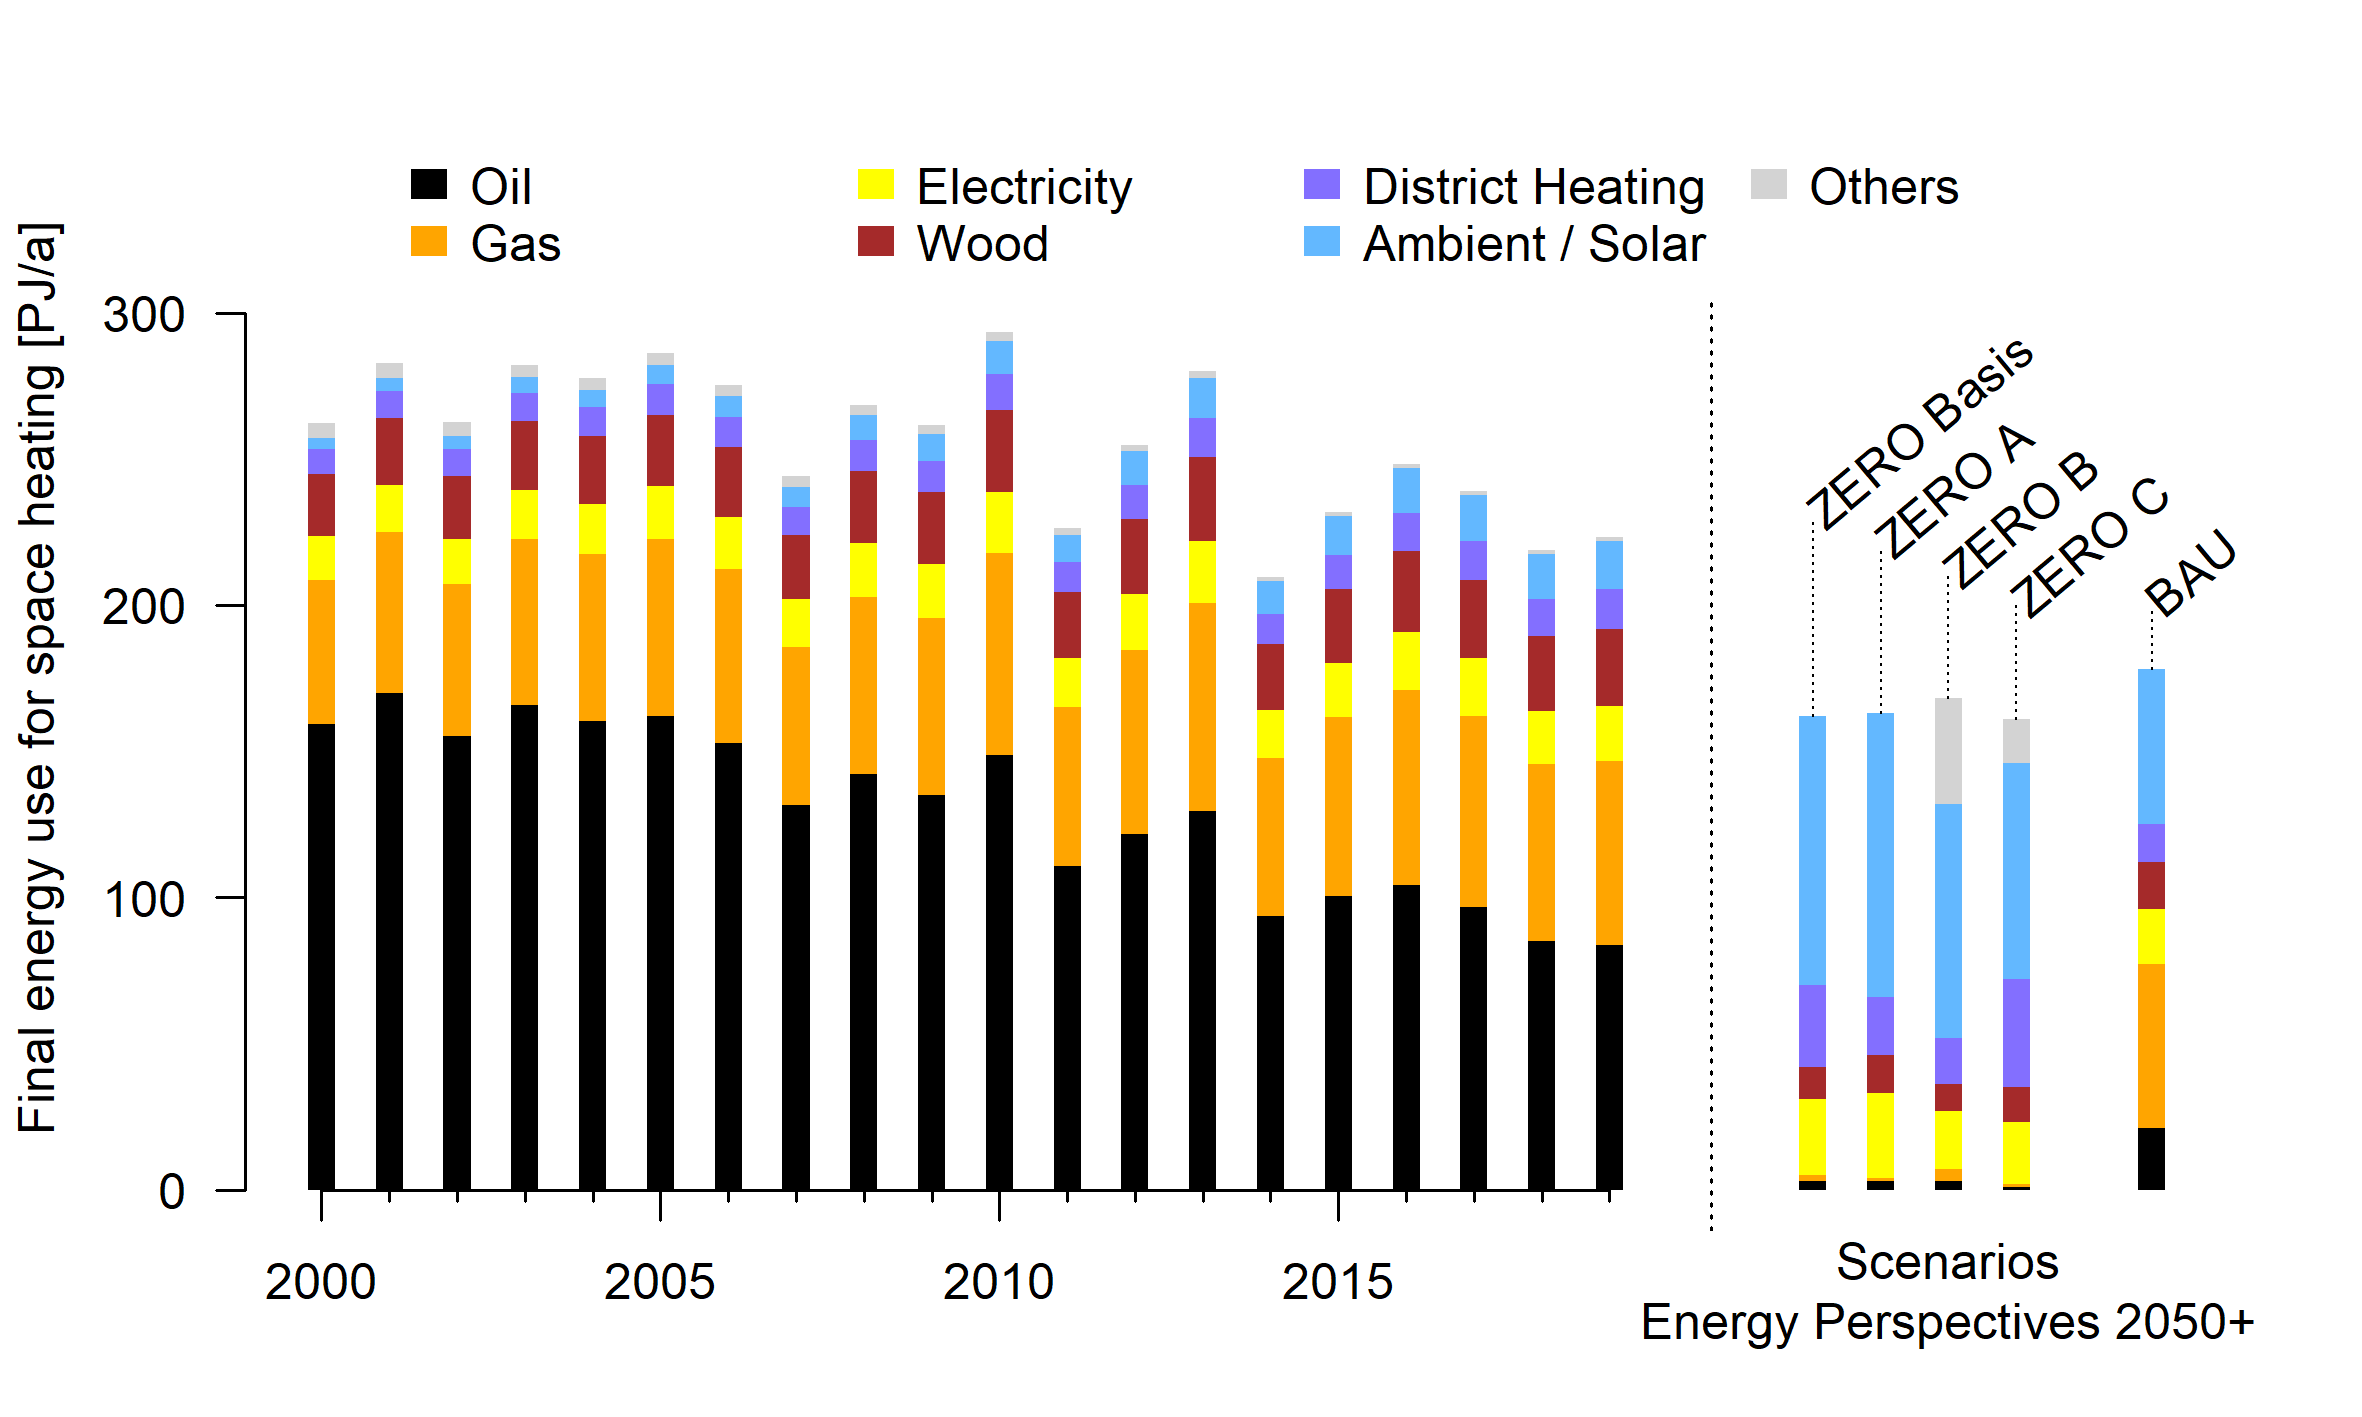 Oil
Electricity
District Heating
Others
Gas
Wood
Ambient / Solar
Final energy use for space heating [PJ/a]
300
200
100
0
2000
2005
2010
2015
ZERO Basis
ZERO A
ZERO B
ZERO C
BAU
Scenarios
Energy Perspectives 2050+